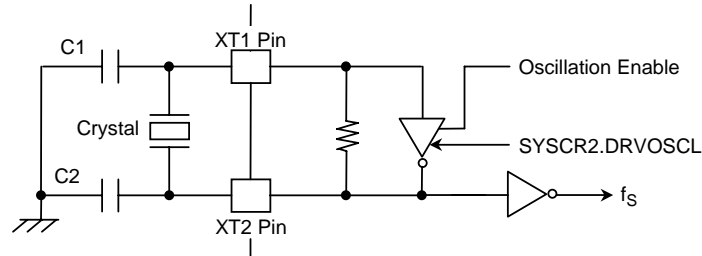 C1
XT1 Pin
Oscillation Enable
Crystal
SYSCR2.DRVOSCL
C2
fS
XT2 Pin